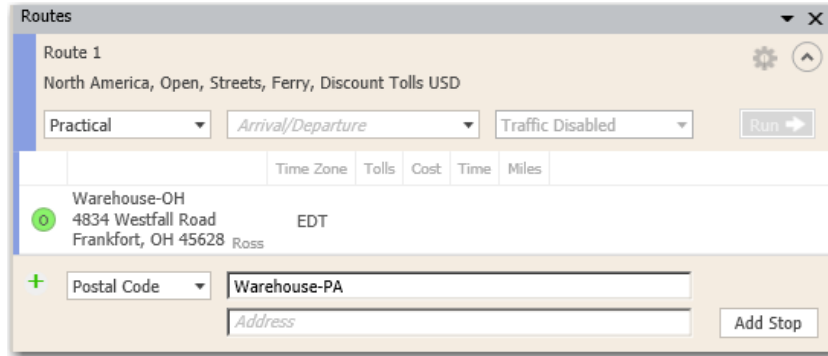 Routes
Route 1
North America, Open, Streets, Ferry, Discount Tolls USD
Practical Arrival/Departure Traffic Disabled Run
Time Zone Tolls Cost Time Miles
Warehouse-OH
O 4834 Westfall Road EDT
Frankfort, OH 45628 Ross
Postal Code Warehouse-PA
Address Add Stop